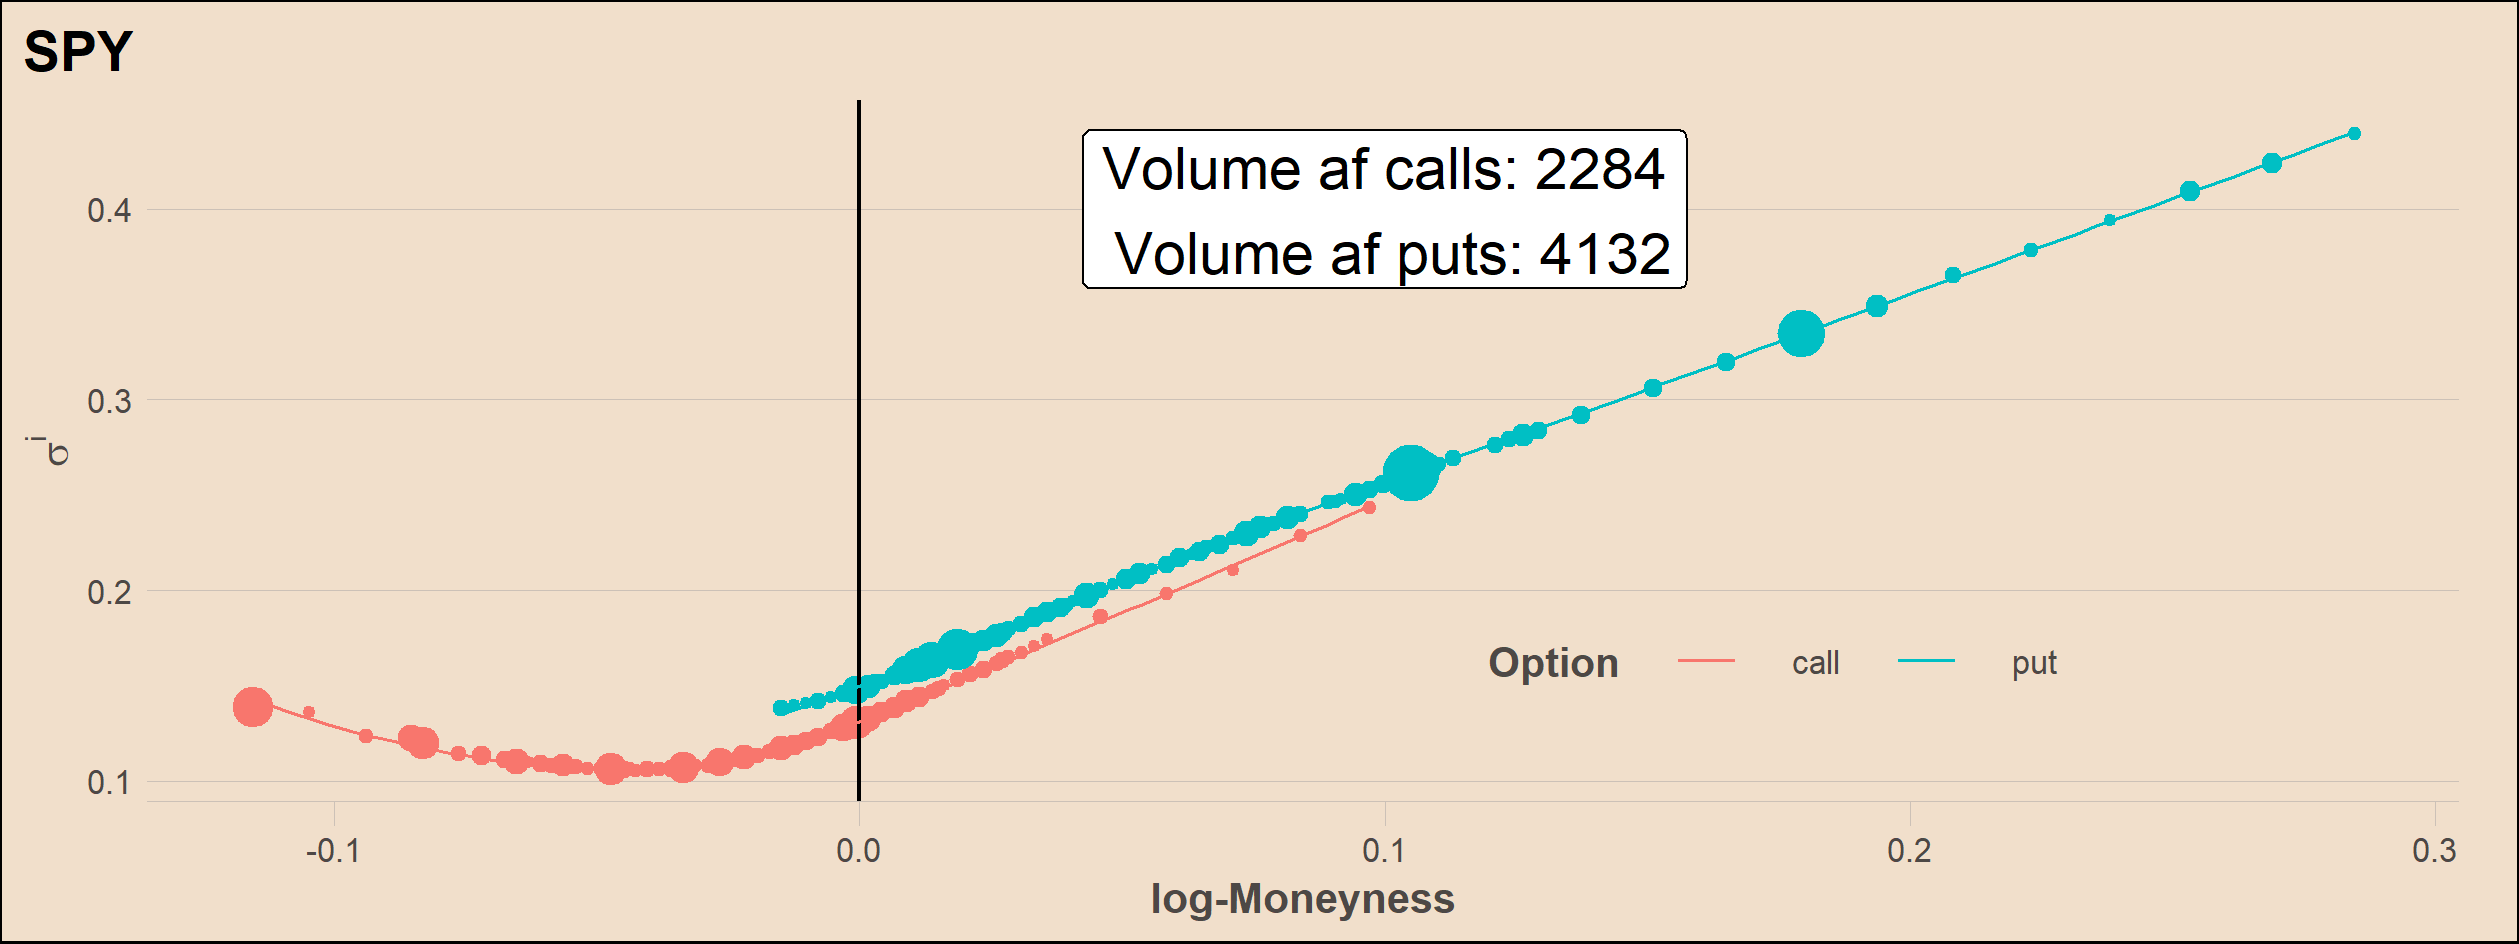 SPY
Volume af calls: 2284
Volume af puts: 4132
0.4
0.3
0.2
0.1
σi
Option call put
-0.1 0.0 0.1 0.2 0.3
log-Moneyness